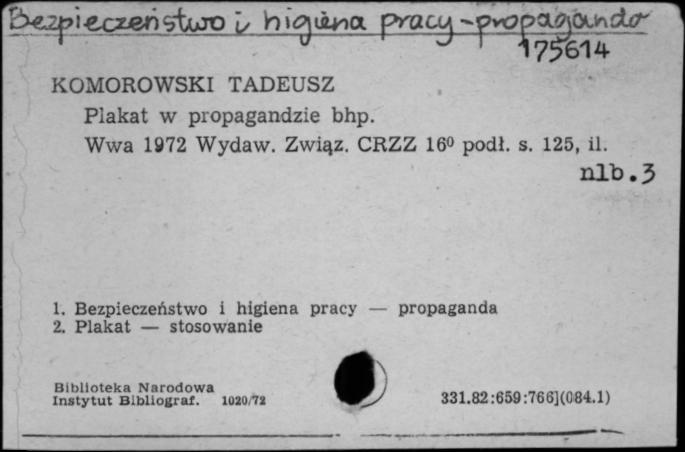 Bezpieczeństwo i higiena pracy - propaganda
175614
KOMOROWSKI TADEUSZ
Plakat w propagandzie bhp.
Wwa 1972 Wydaw. Związ. CRZZ 16⁰ podł. s. 125, il.
nlb.3
1. Bezpieczeństwo i higiena pracy — propaganda
2. Plakat — stosowanie
Biblioteka Narodowa
Instytut Bibliograf. 1020/72
331.82:659:766](084.1)